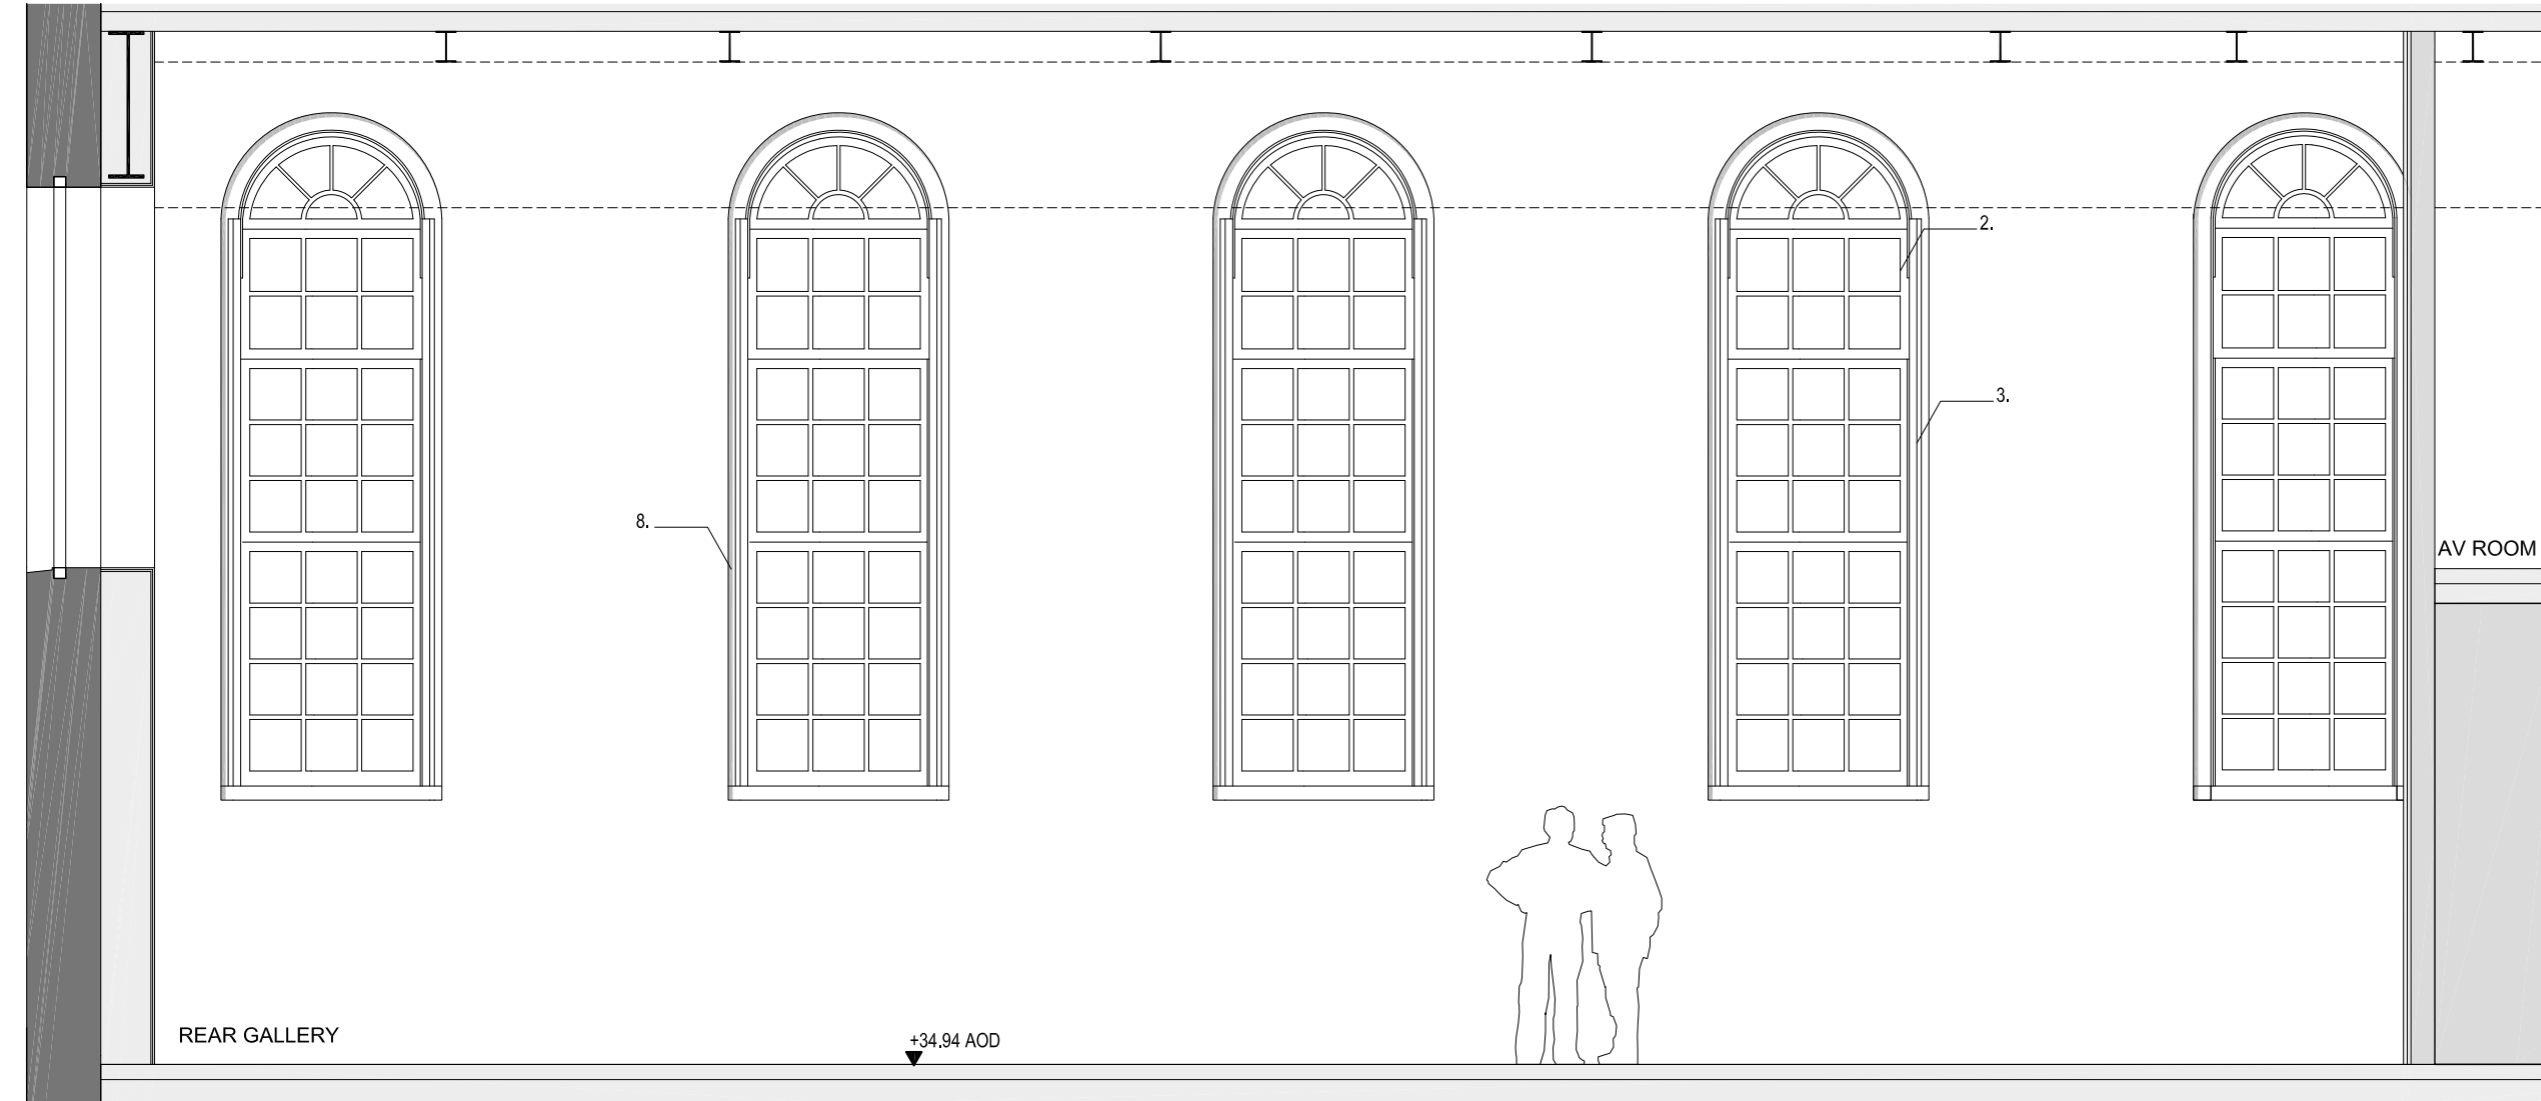 2.
3.
8.
AV ROOM
REAR GALLERY
+34.94 AOD